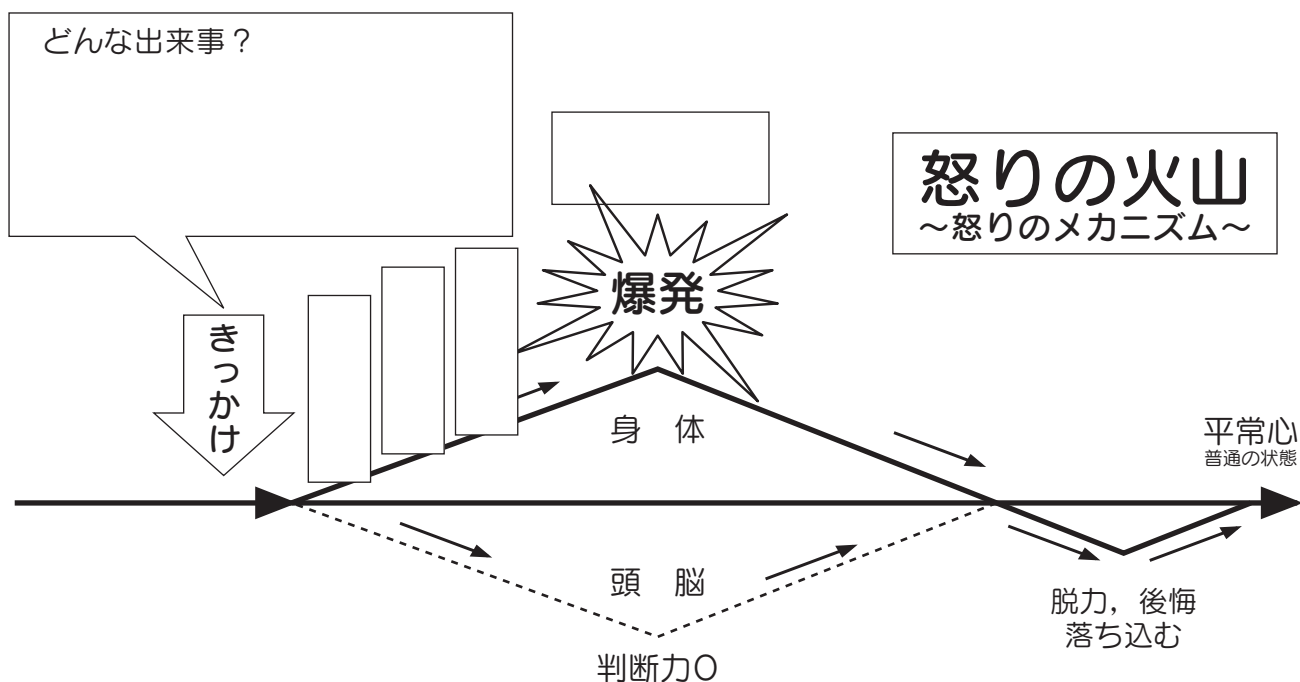 どんな出来事？
怒りの火山
～怒りのメカニズム～
爆発
きっかけ
身　体
平常心
普通の状態
頭　脳
脱力，後悔
落ち込む
判断力０